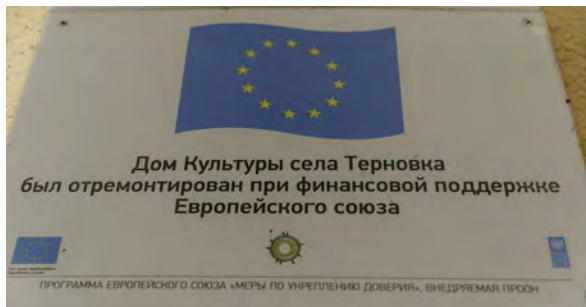 Дом Культуры села Терновка
был отремонтирован при финансовой поддержке
Европейского союза
ПРОГРАММА ЕВРОПЕЙСКОГО СОЮЗА «МЕРЫ ПО УКРЕПЛЕНИЮ ДОВЕРИЯ», ВНЕДРЯЕМАЯ ПРООН